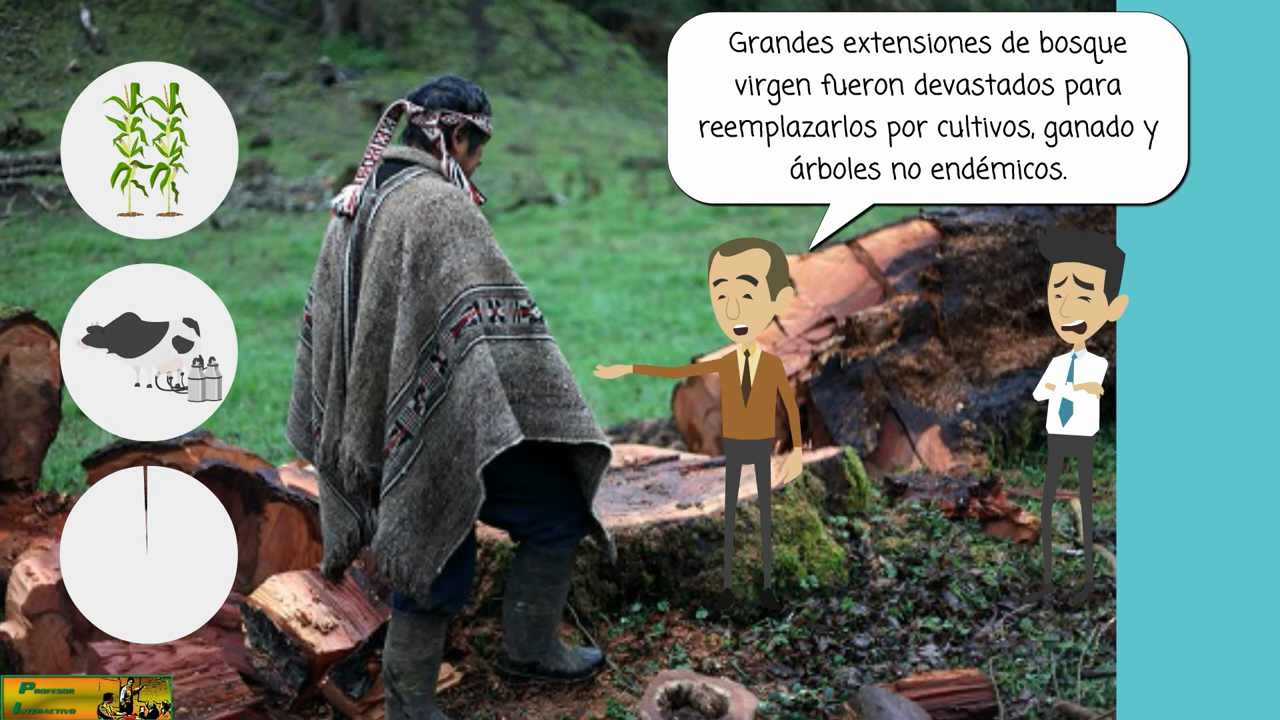 Grandes extensiones de bosque
virgen fueron devastados para
reemplazarlos por cultivos, ganado y
árboles no endémicos.
Profesor
Interactivo